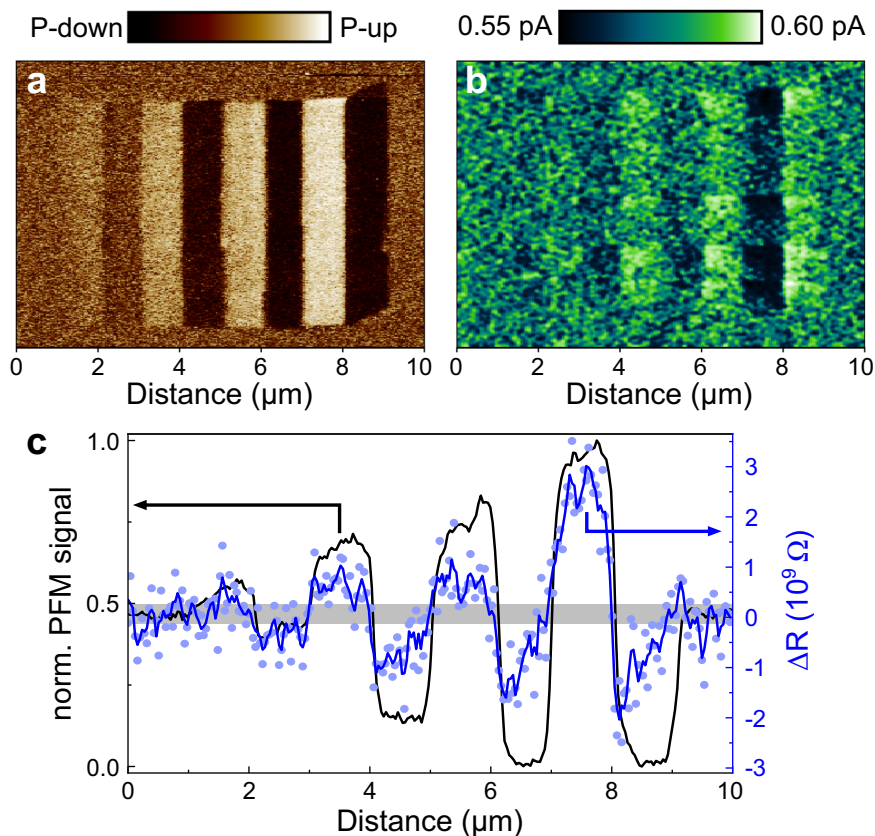 P-down P-up
0.55 pA 0.60 pA
a
b
0 2 4 6 8 10
Distance (µm)
0 2 4 6 8 10
Distance (µm)
c
1.0
0.5
0.0
norm. PFM signal
3
2
1
0
-1
-2
-3
ΔR (10⁹ Ω)
0 2 4 6 8 10
Distance (µm)